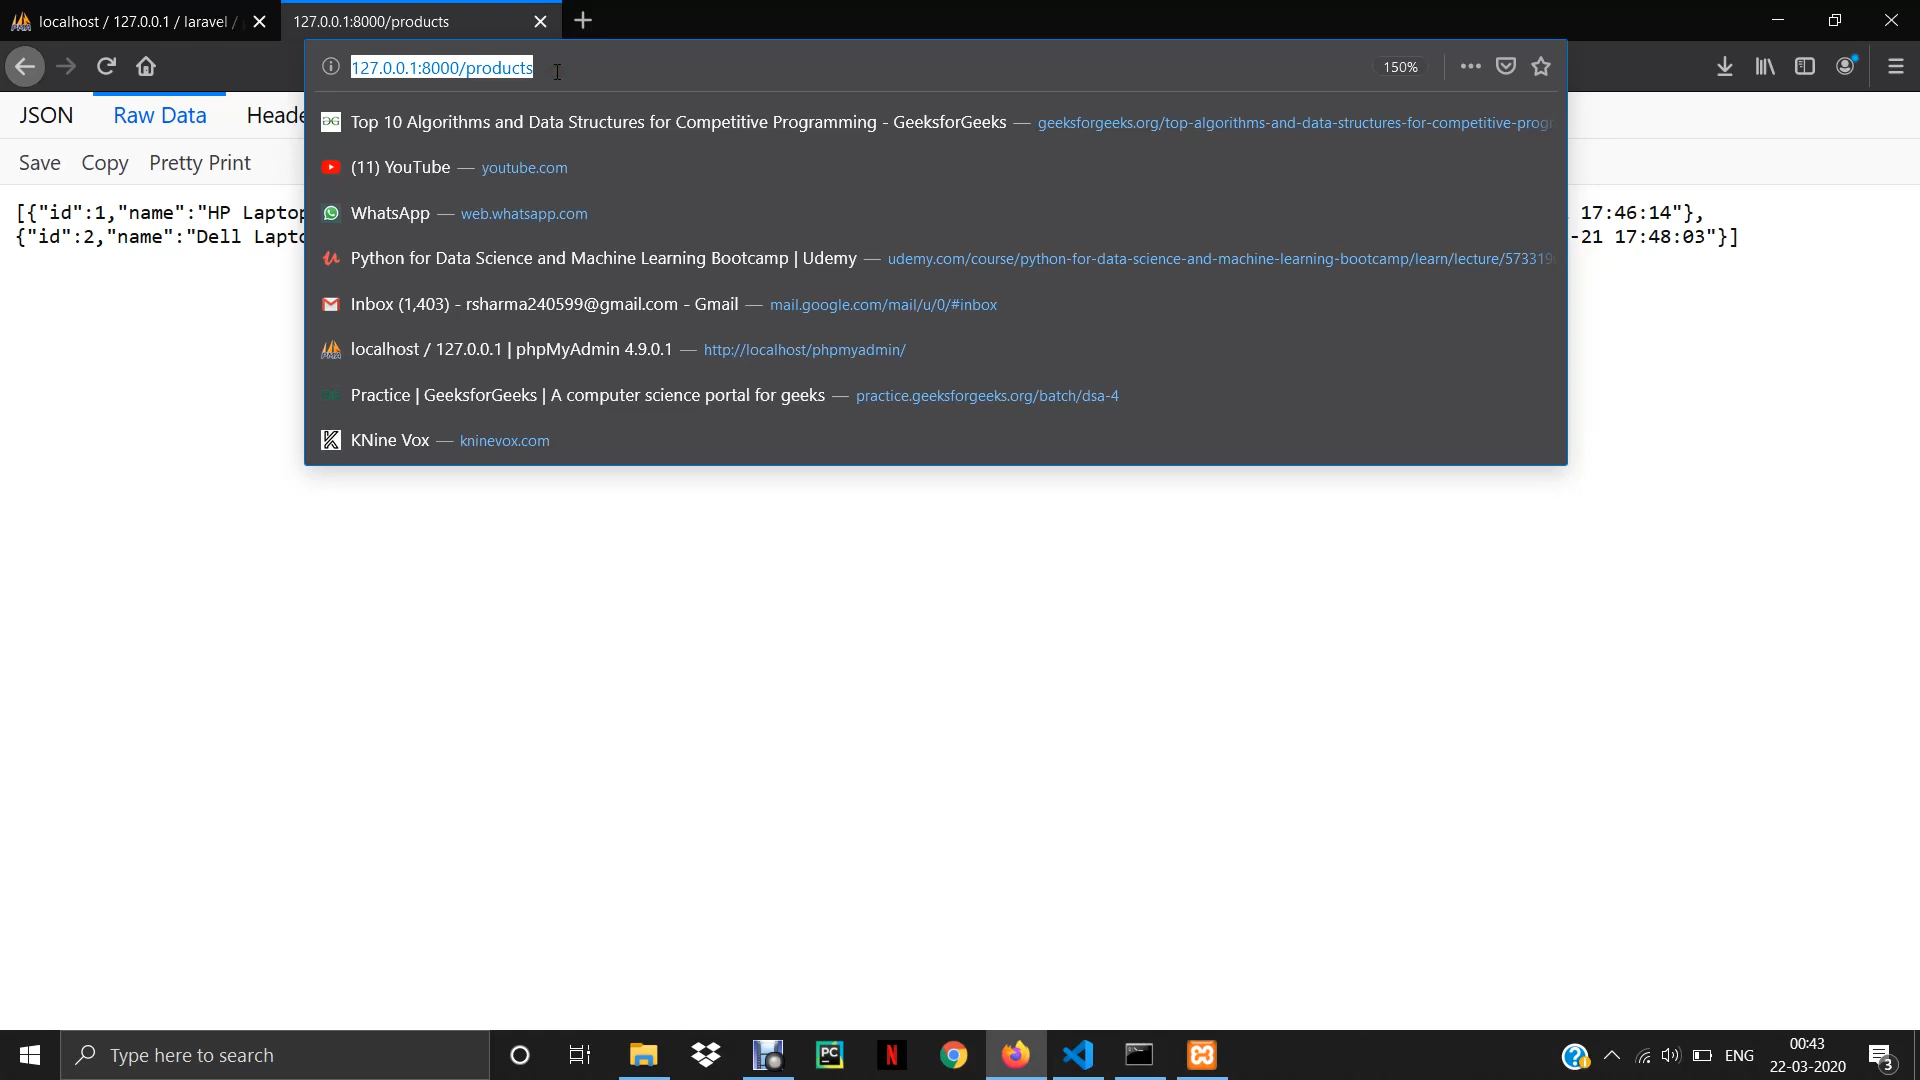 localhost / 127.0.0.1 / laravel /
127.0.0.1:8000/products
127.0.0.1:8000/products
150%
JSON Raw Data Heade
Top 10 Algorithms and Data Structures for Competitive Programming - GeeksforGeeks — geeksforgeeks.org/top-algorithms-and-data-structures-for-competitive-progr
Save Copy Pretty Print
(11) YouTube — youtube.com
[{"id":1,"name":"HP Laptop 17:46:14"},
WhatsApp — web.whatsapp.com
{"id":2,"name":"Dell Lapto -21 17:48:03"}]
Python for Data Science and Machine Learning Bootcamp | Udemy — udemy.com/course/python-for-data-science-and-machine-learning-bootcamp/learn/lecture/573319
Inbox (1,403) - rsharma240599@gmail.com - Gmail — mail.google.com/mail/u/0/#inbox
localhost / 127.0.0.1 | phpMyAdmin 4.9.0.1 — http://localhost/phpmyadmin/
Practice | GeeksforGeeks | A computer science portal for geeks — practice.geeksforgeeks.org/batch/dsa-4
KNine Vox — kninevox.com
Type here to search
ENG
00:43
22-03-2020
3